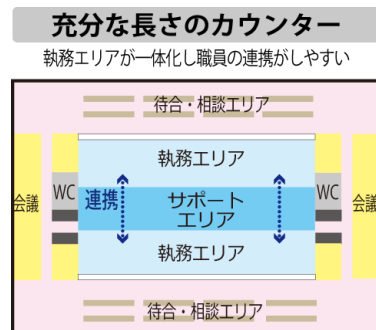 充分な長さのカウンター
執務エリアが一体化し職員の連携がしやすい
待合・相談エリア
執務エリア
会議
WC
連携
サポート
エリア
WC
会議
執務エリア
待合・相談エリア